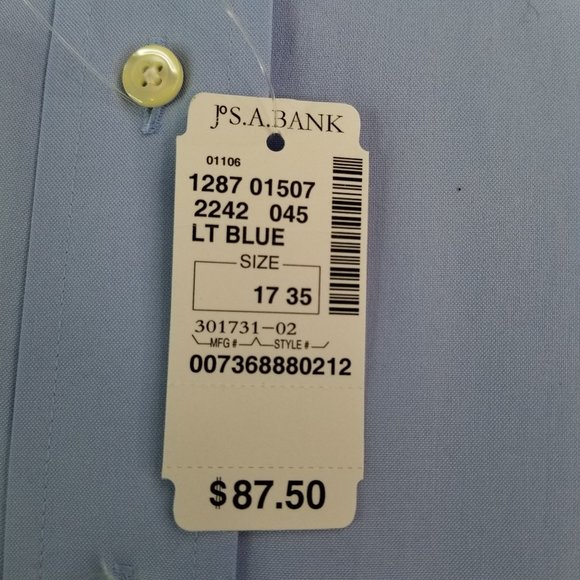 JoS.A.BANK
01106
1287 01507
2242 045
LT BLUE
SIZE
17 35
301731-02
MFG # STYLE #
007368880212
$87.50